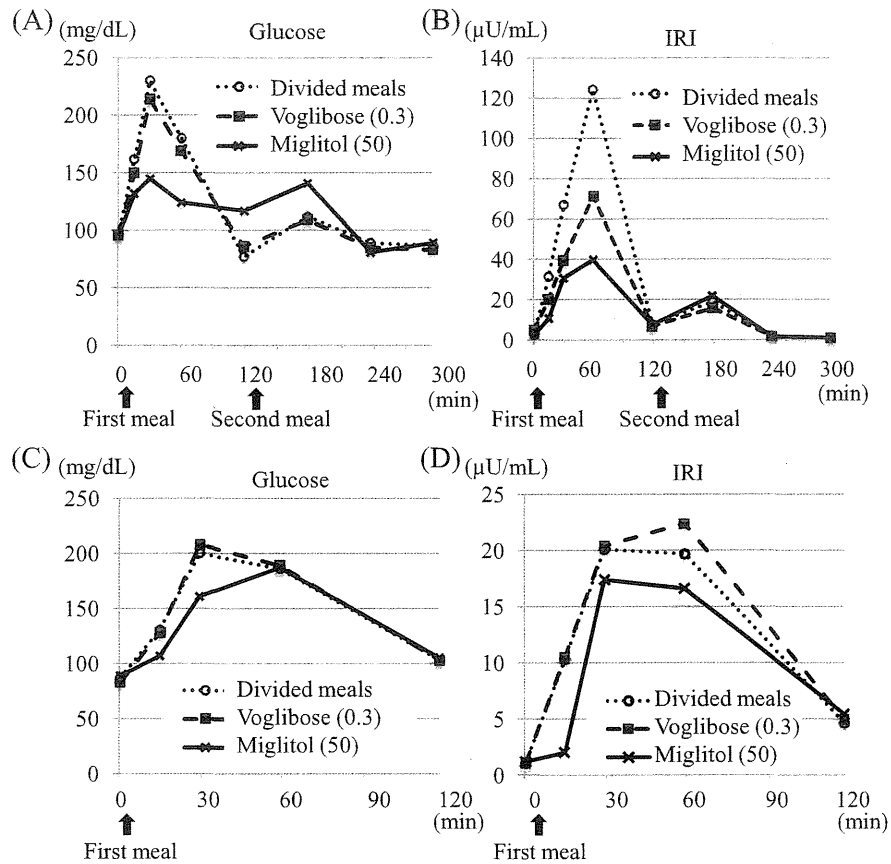 (A) (mg/dL) Glucose
250
200
150
100
50
0
Divided meals
Voglibose (0.3)
Miglitol (50)
0 60 120 180 240 300
(min)
First meal Second meal
(B) (µU/mL) IRI
140
120
100
80
60
40
20
0
Divided meals
Voglibose (0.3)
Miglitol (50)
0 60 120 180 240 300
(min)
First meal Second meal
(C) (mg/dL) Glucose
250
200
150
100
50
0
Divided meals
Voglibose (0.3)
Miglitol (50)
0 30 60 90 120
(min)
First meal
(D) (µU/mL) IRI
25
20
15
10
5
0
Divided meals
Voglibose (0.3)
Miglitol (50)
0 30 60 90 120
(min)
First meal